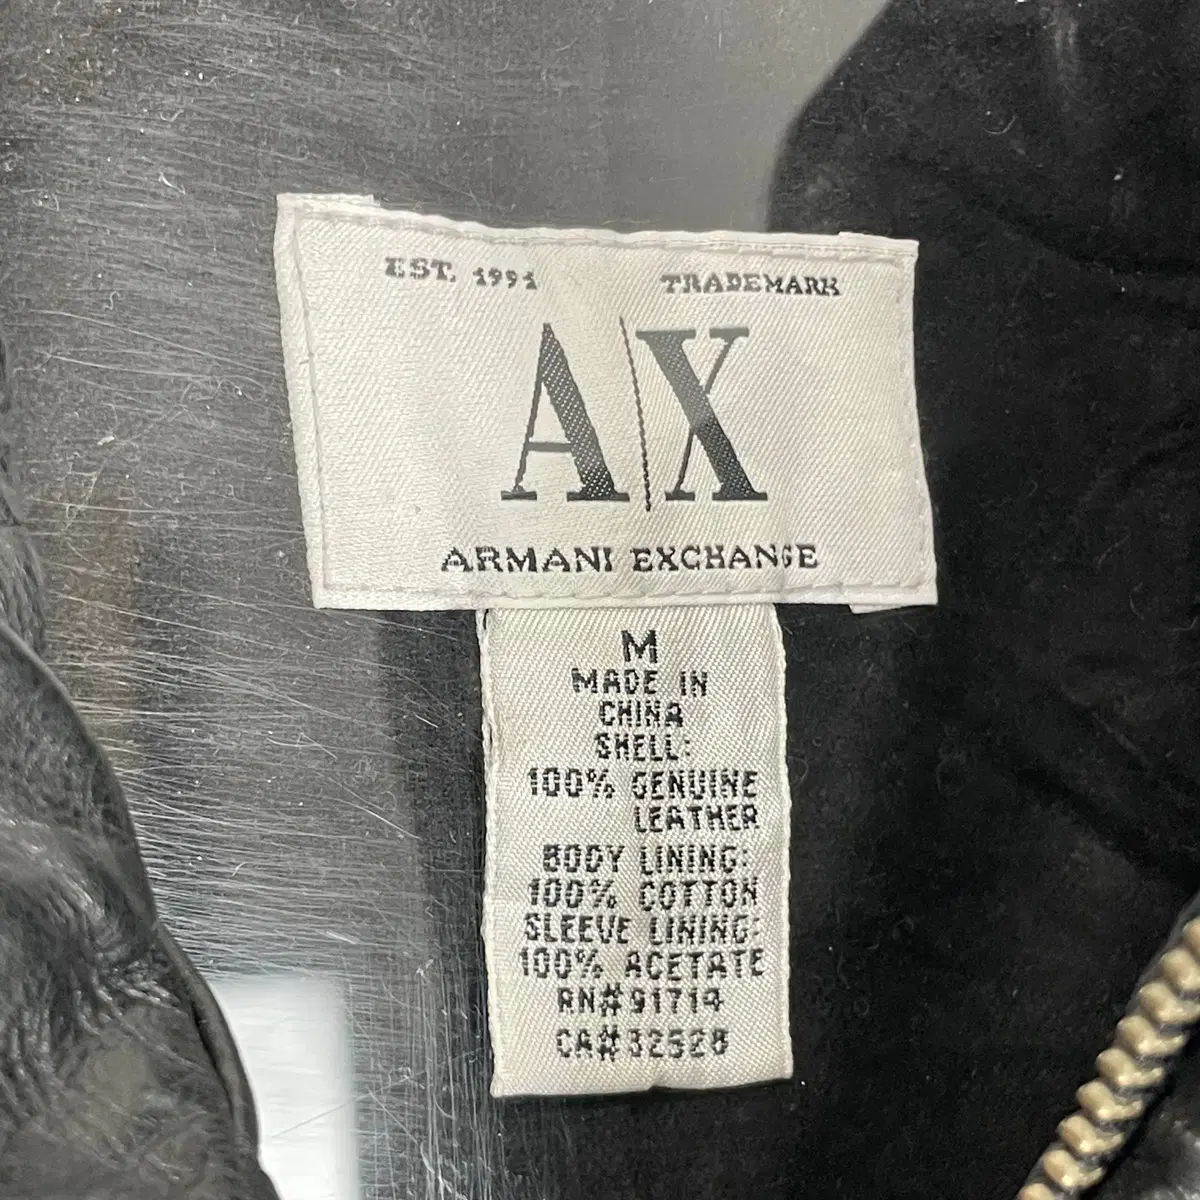 EST. 1991 TRADEMARK
A|X
ARMANI EXCHANGE
M
MADE IN
CHINA
SHELL:
100% GENUINE
LEATHER
BODY LINING:
100% COTTON
SLEEVE LINING:
100% ACETATE
RN#91714
CA#32528